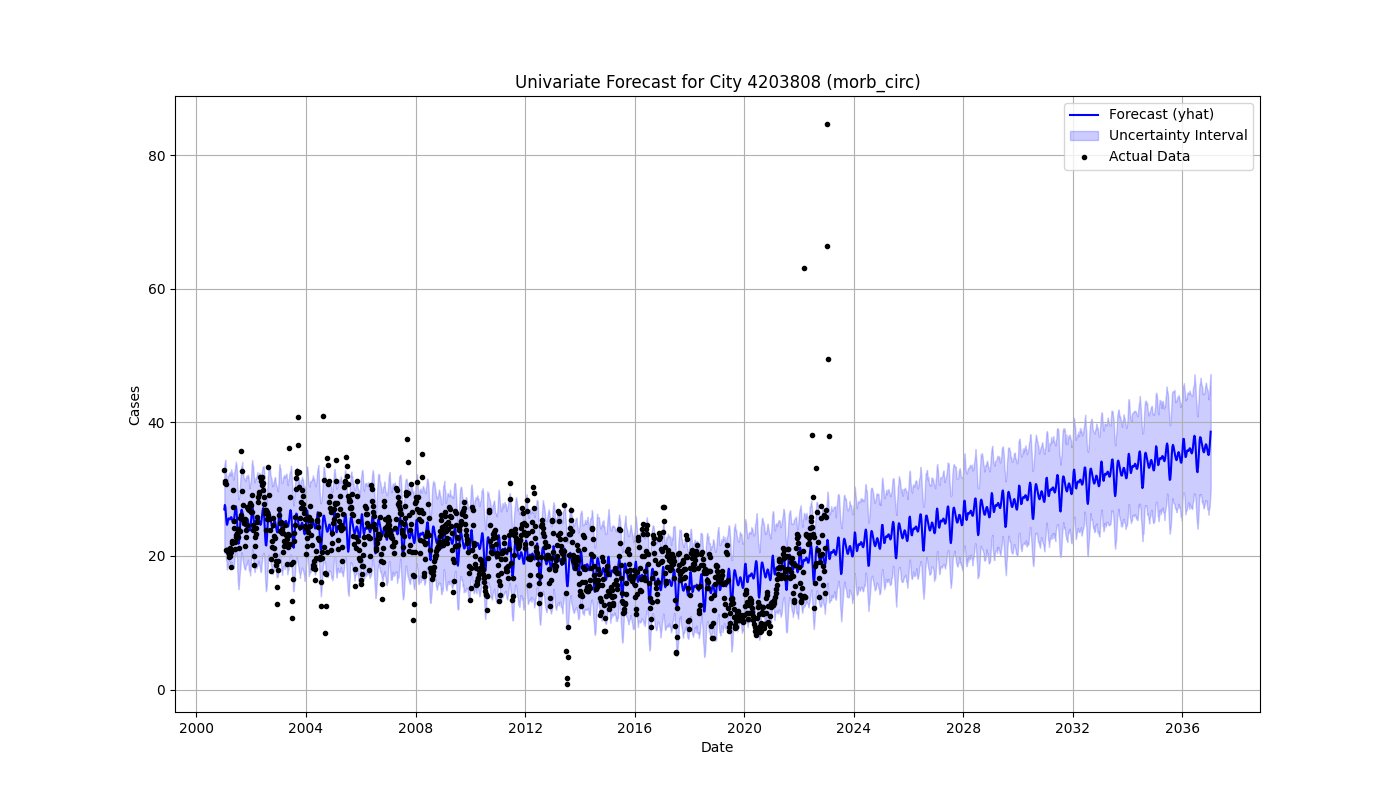 Univariate Forecast for City 4203808 (morb_circ)
Forecast (yhat)
Uncertainty Interval
Actual Data
Cases
80
60
40
20
0
2000 2004 2008 2012 2016 2020 2024 2028 2032 2036
Date